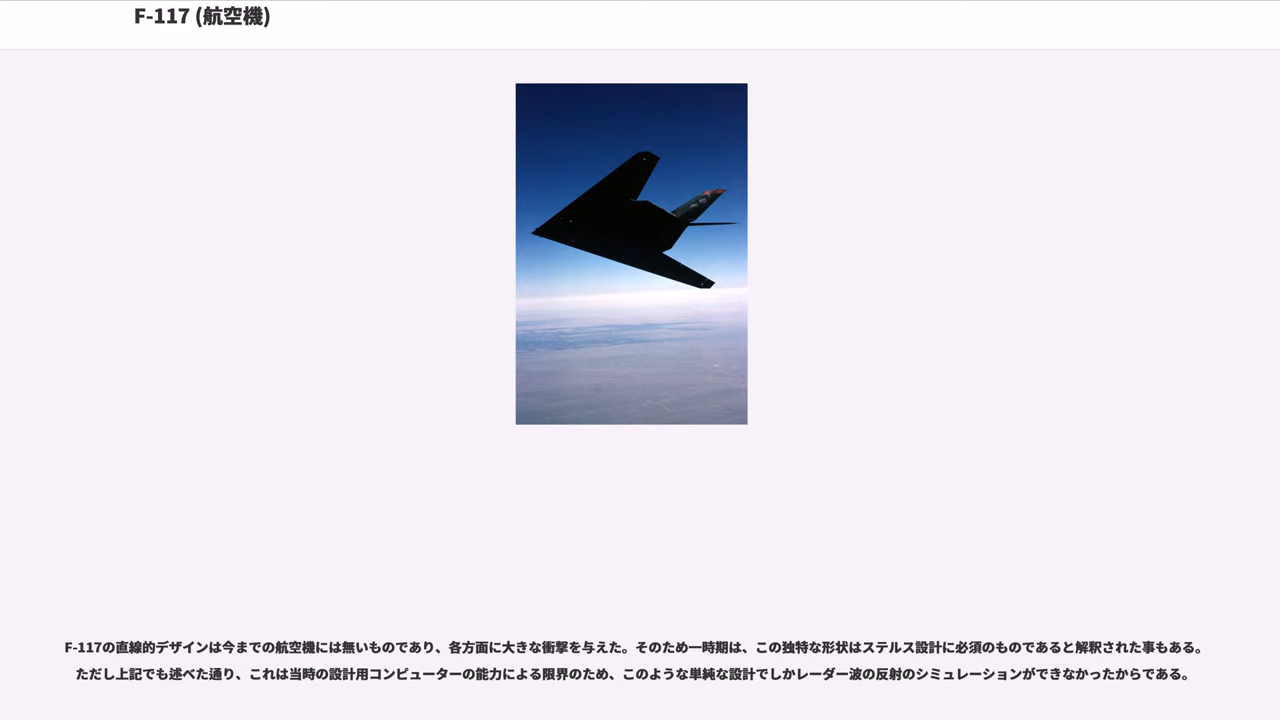 F-117 (航空機)
F-117の直線的デザインは今までの航空機には無いものであり、各方面に大きな衝撃を与えた。そのため一時期は、この独特な形状はステルス設計に必須のものであると解釈された事もある。
ただし上記でも述べた通り、これは当時の設計用コンピューターの能力による限界のため、このような単純な設計でしかレーダー波の反射のシミュレーションができなかったからである。